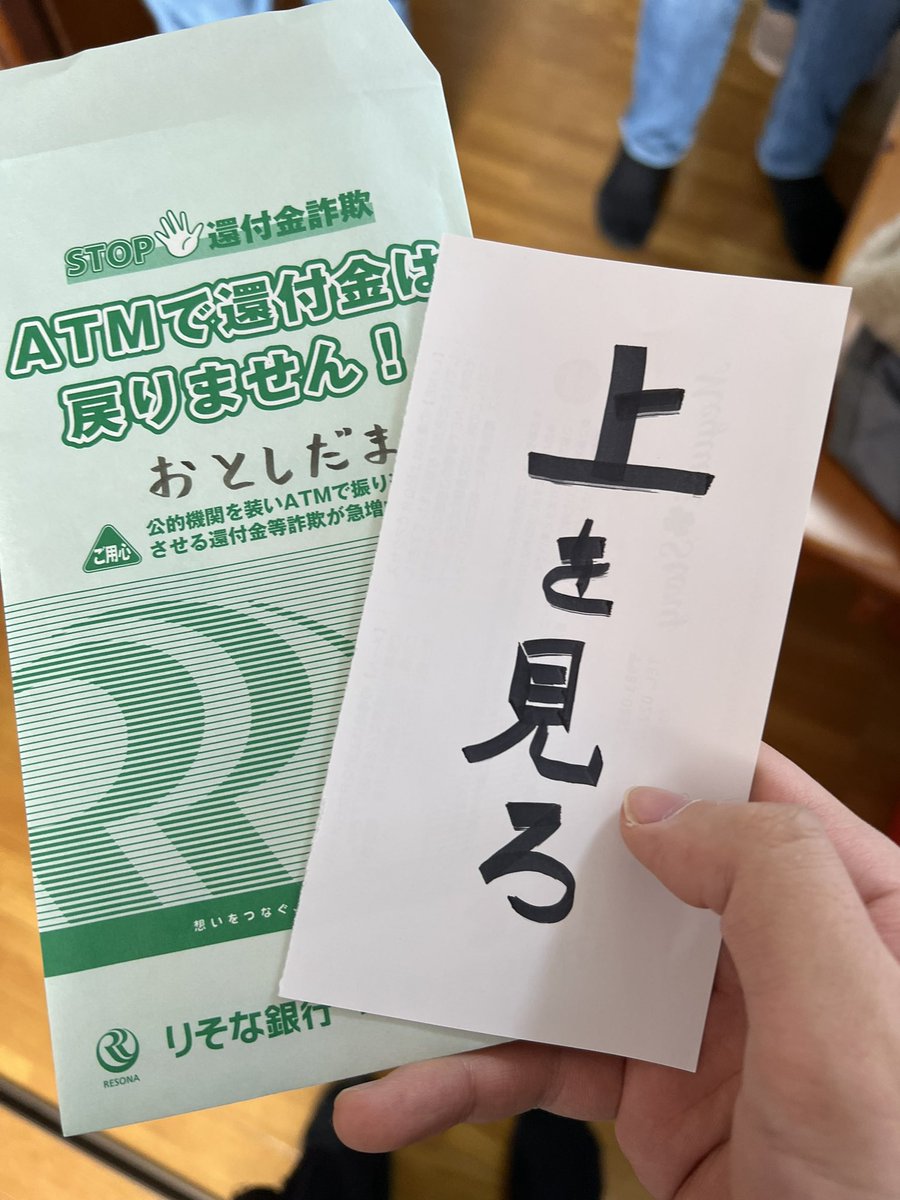 STOP 還付金詐欺
ATMで還付金は
戻りません!
おとしだま
公的機関を装いATMで振り
させる還付金等詐欺が急増
ご用心
想いをつなぐ
りそな銀行
RESONA
上を見ろ